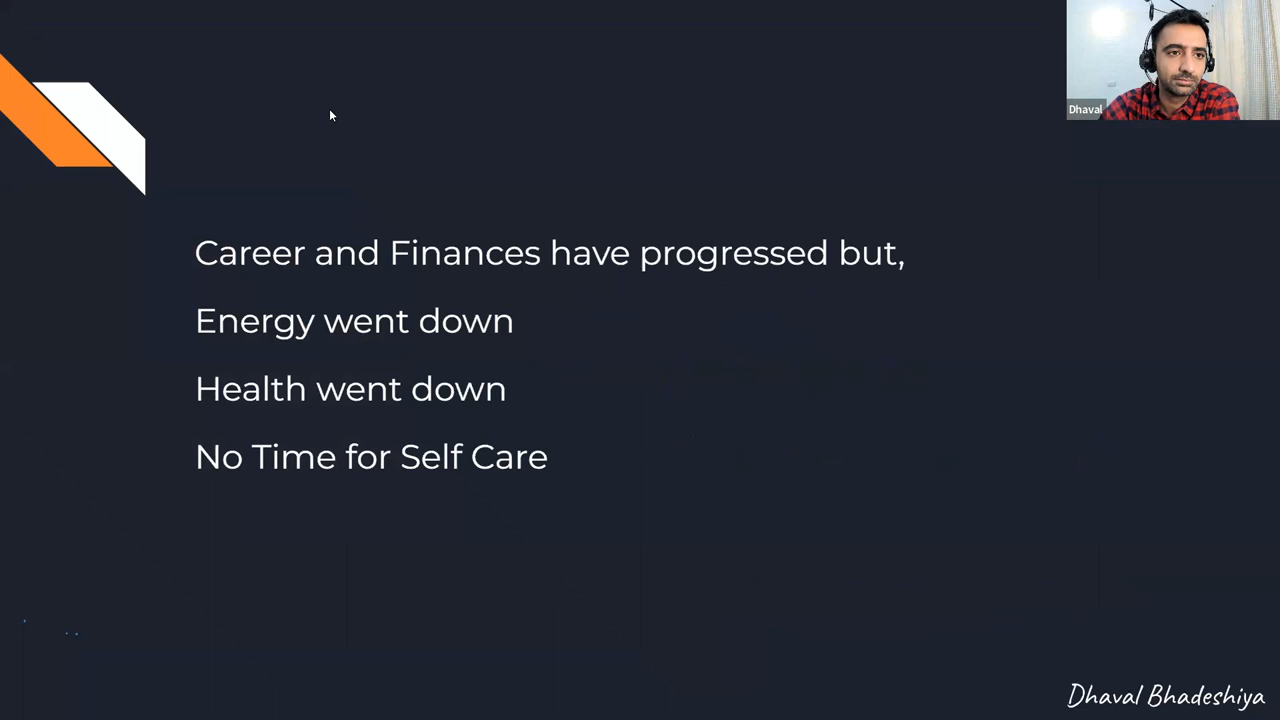 Dhaval
Career and Finances have progressed but,
Energy went down
Health went down
No Time for Self Care
Dhaval Bhadeshiya